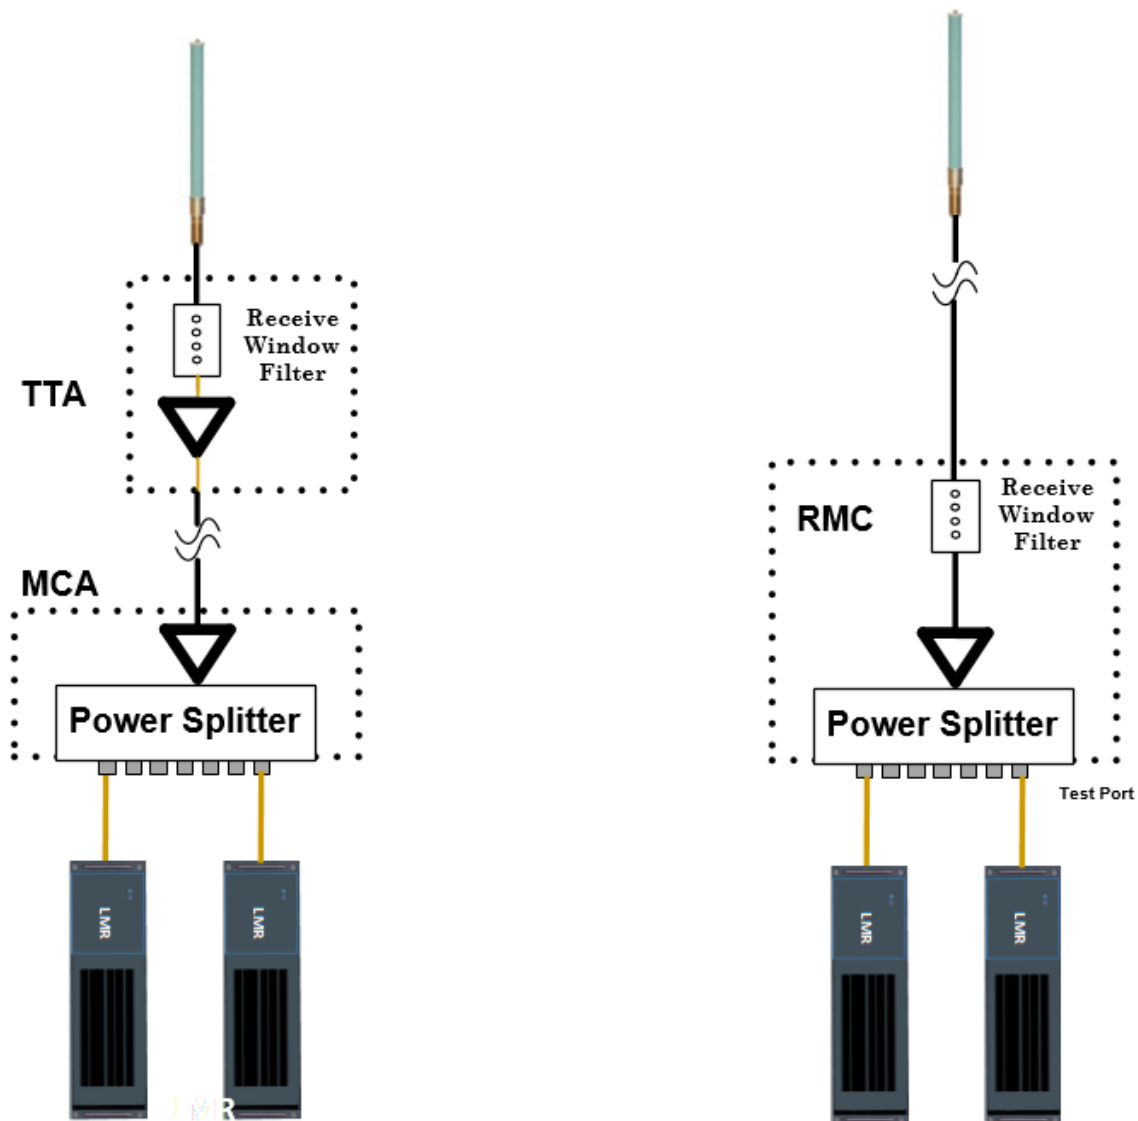 Receive
Window
Filter
TTA
MCA
Power Splitter
LMR
LMR
LMR
Receive
Window
Filter
RMC
Power Splitter
Test Port
LMR
LMR